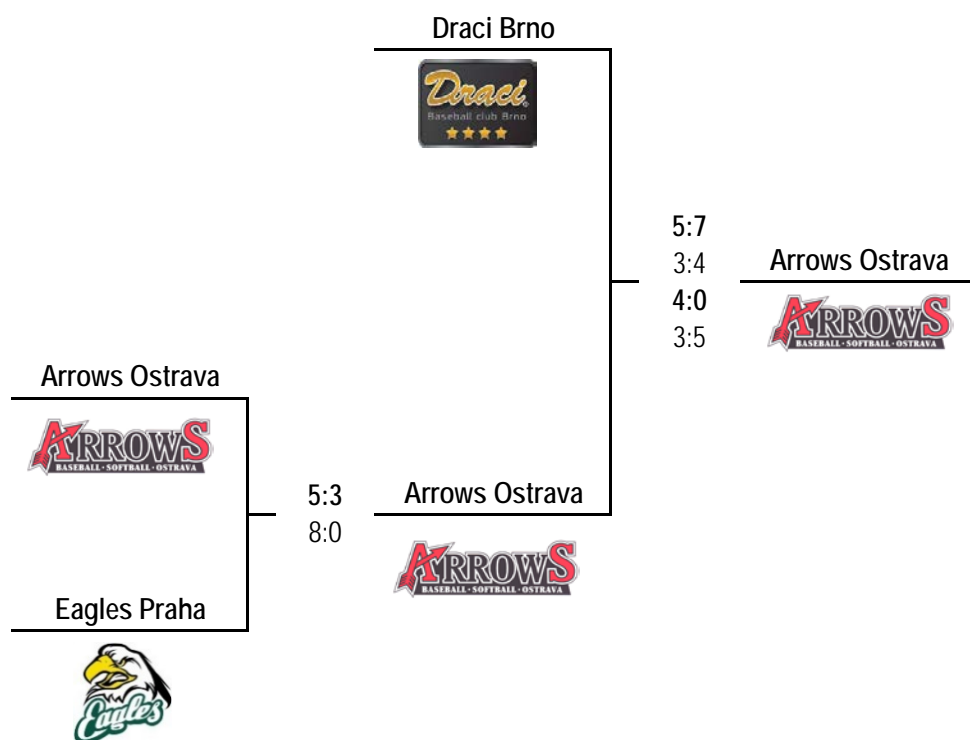 Draci Brno
Draci
Baseball club Brno
5:7
3:4
4:0
3:5
Arrows Ostrava
ARROWS
BASEBALL · SOFTBALL · OSTRAVA
Arrows Ostrava
ARROWS
BASEBALL · SOFTBALL · OSTRAVA
5:3
8:0
Arrows Ostrava
ARROWS
BASEBALL · SOFTBALL · OSTRAVA
Eagles Praha
Eagles